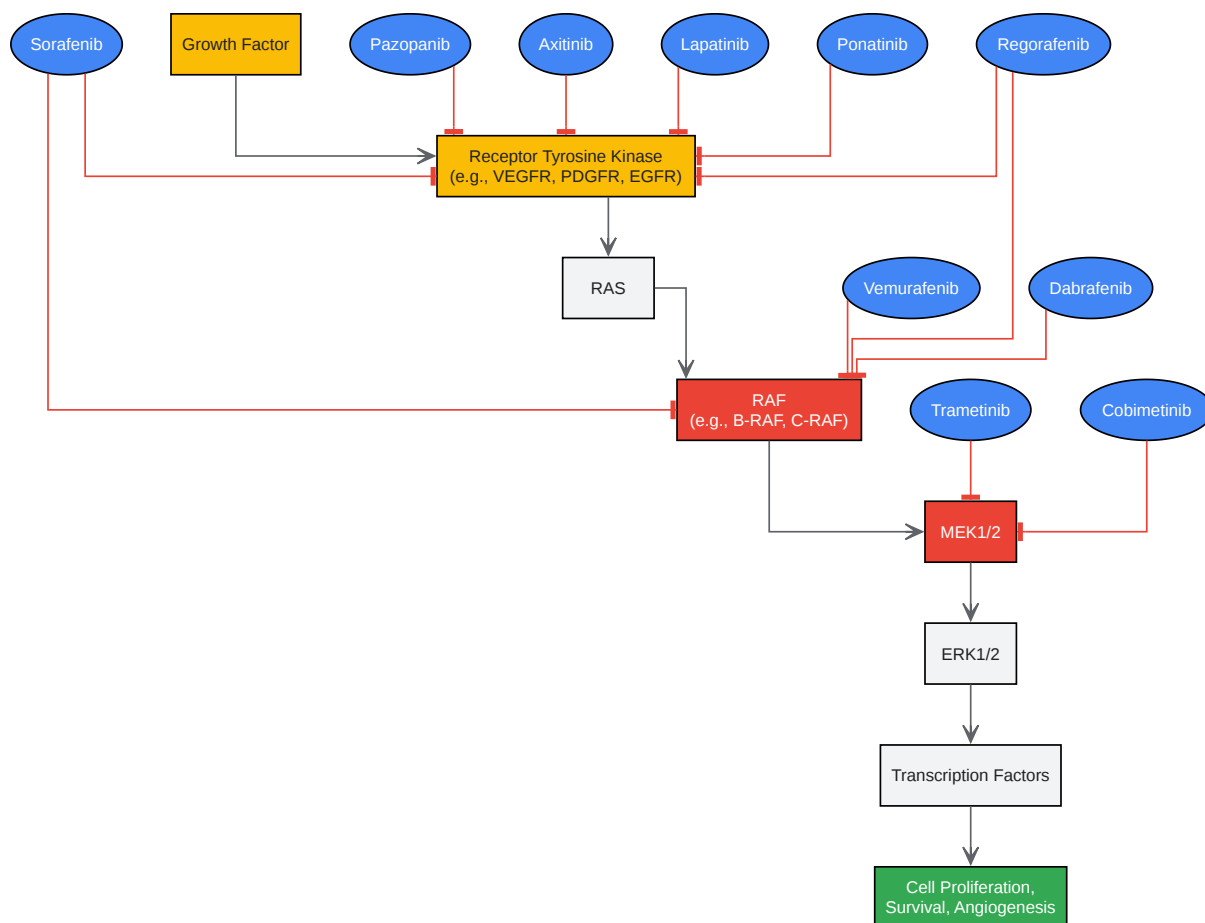 Sorafenib
Growth Factor
Pazopanib
Axitinib
Lapatinib
Ponatinib
Regorafenib
Receptor Tyrosine Kinase
(e.g., VEGFR, PDGFR, EGFR)
RAS
Vemurafenib
Dabrafenib
RAF
(e.g., B-RAF, C-RAF)
Trametinib
Cobimetinib
MEK1/2
ERK1/2
Transcription Factors
Cell Proliferation,
Survival, Angiogenesis